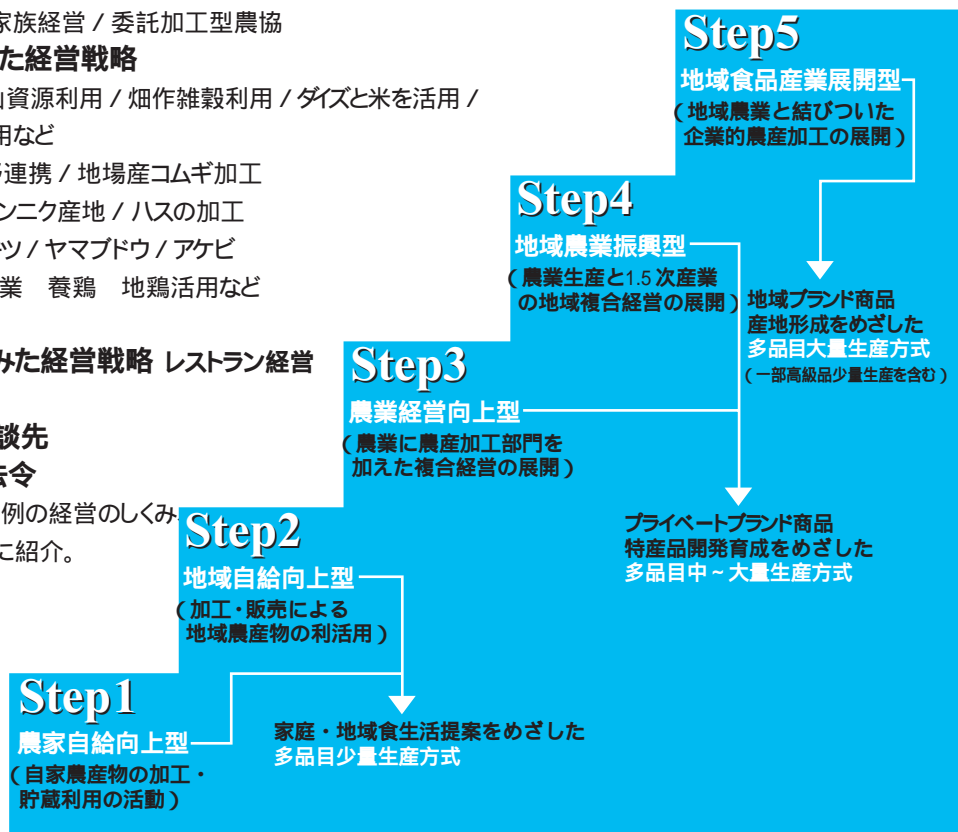 家族経営 / 委託加工型農協
た経営戦略
資源利用 / 畑作雑穀利用 / ダイズと米を活用 /
用など
連携 / 地場産コムギ加工
ンニク産地 / ハスの加工
ツ / ヤマブドウ / アケビ
業 養鶏 地鶏活用など
みた経営戦略 レストラン経営
談先
法令
例の経営のしくみ
に紹介。
Step5
地域食品産業展開型
(地域農業と結びついた
企業的農産加工の展開)
地域ブランド商品
産地形成をめざした
多品目大量生産方式
(一部高級品少量生産を含む)
Step4
地域農業振興型
(農業生産と1.5次産業
の地域複合経営の展開)
Step3
農業経営向上型
(農業に農産加工部門を
加えた複合経営の展開)
プライベートブランド商品
特産品開発育成をめざした
多品目中~大量生産方式
Step2
地域自給向上型
(加工・販売による
地域農産物の利活用)
Step1
農家自給向上型
(自家農産物の加工・
貯蔵利用の活動)
家庭・地域食生活提案をめざした
多品目少量生産方式